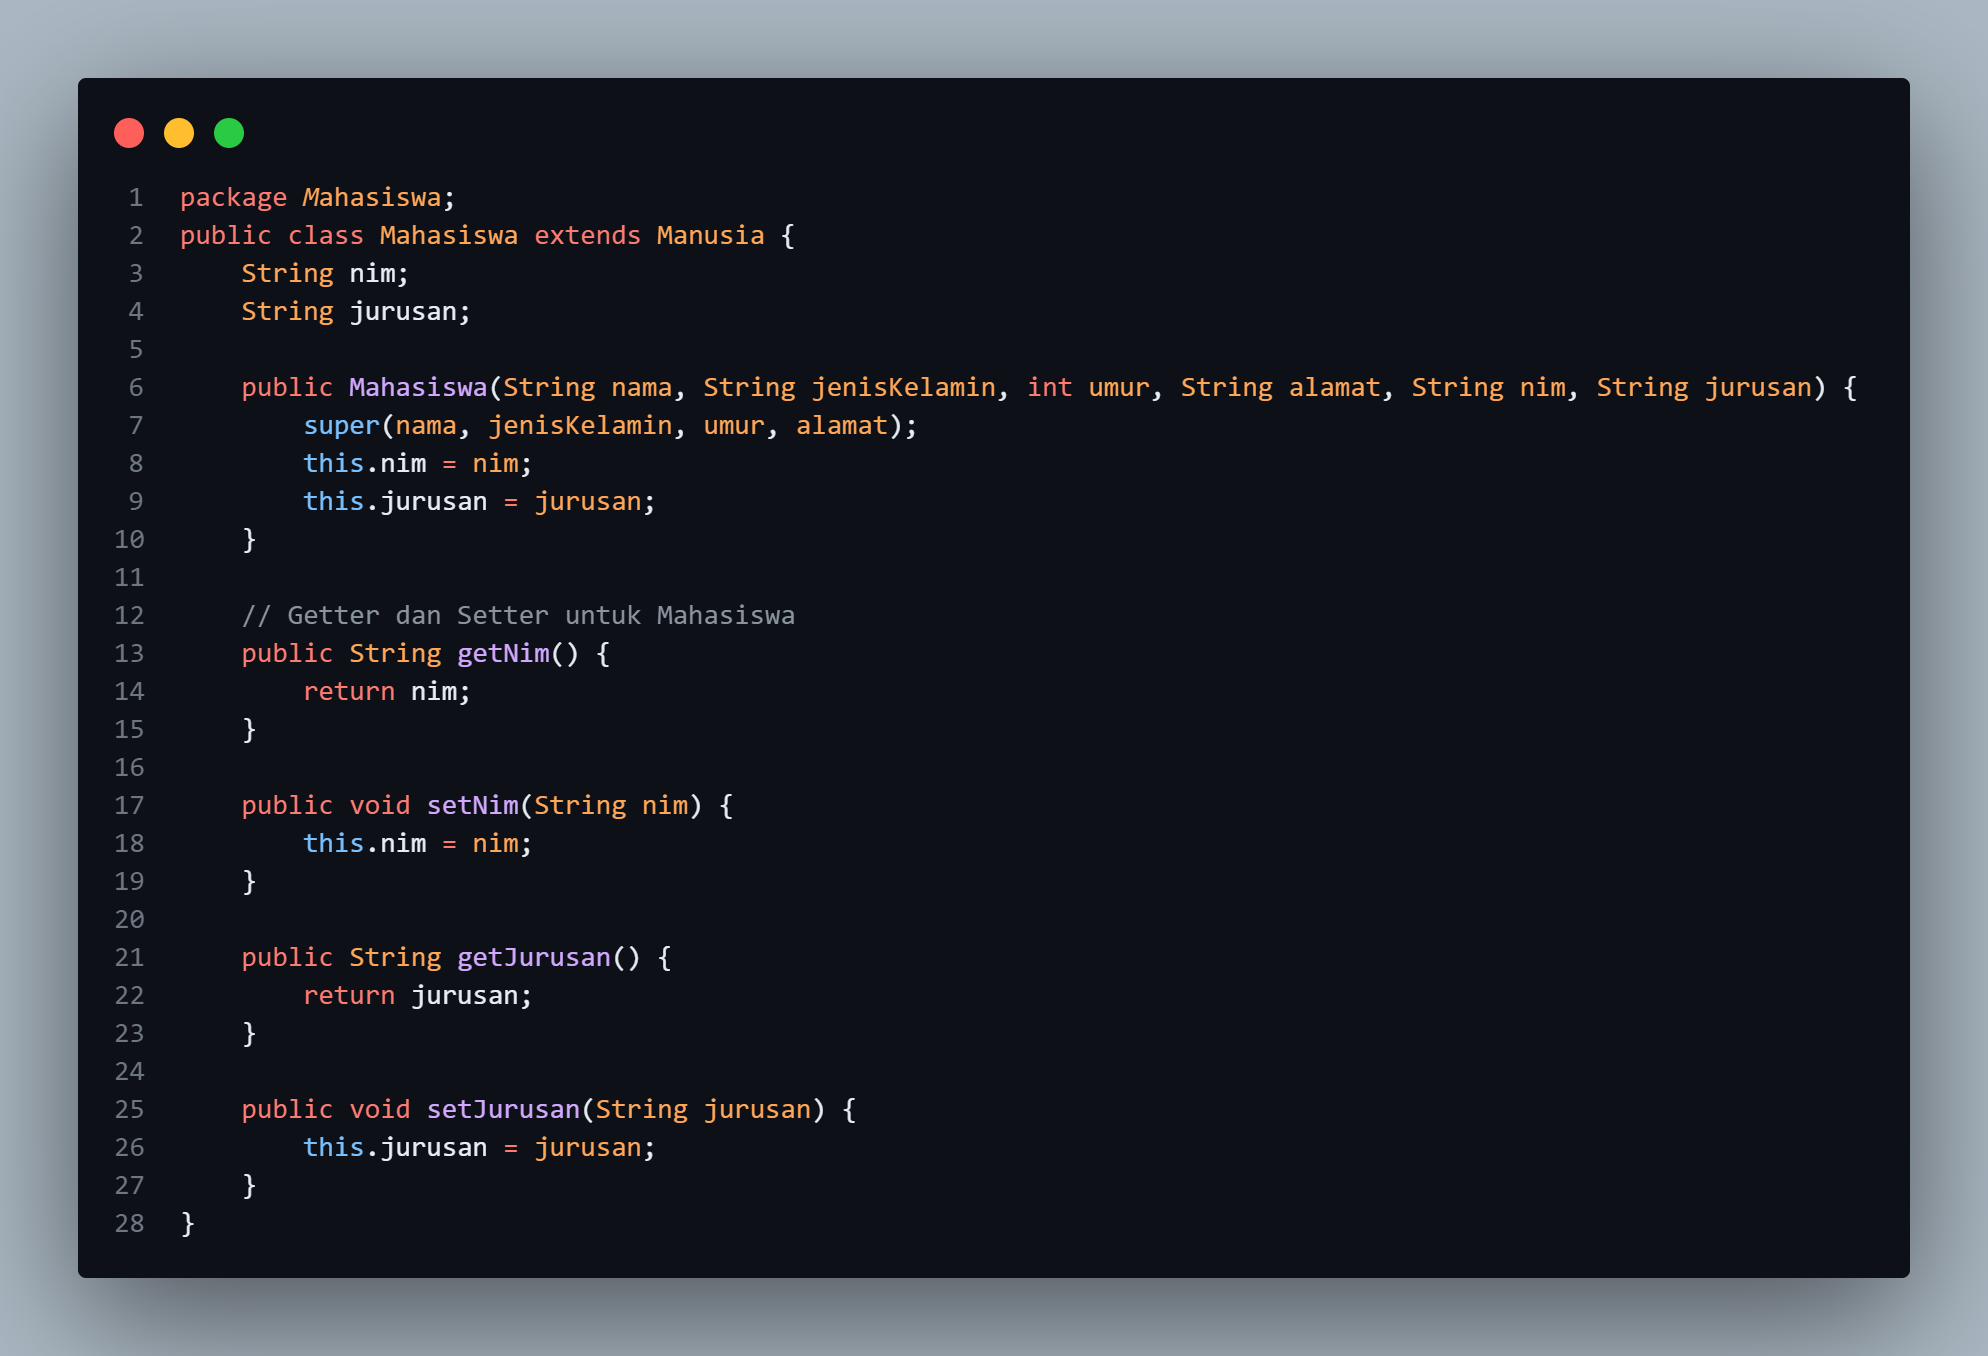 1 package Mahasiswa;
2 public class Mahasiswa extends Manusia {
3     String nim;
4     String jurusan;
5
6     public Mahasiswa(String nama, String jenisKelamin, int umur, String alamat, String nim, String jurusan) {
7         super(nama, jenisKelamin, umur, alamat);
8         this.nim = nim;
9         this.jurusan = jurusan;
10     }
11
12     // Getter dan Setter untuk Mahasiswa
13     public String getNim() {
14         return nim;
15     }
16
17     public void setNim(String nim) {
18         this.nim = nim;
19     }
20
21     public String getJurusan() {
22         return jurusan;
23     }
24
25     public void setJurusan(String jurusan) {
26         this.jurusan = jurusan;
27     }
28 }